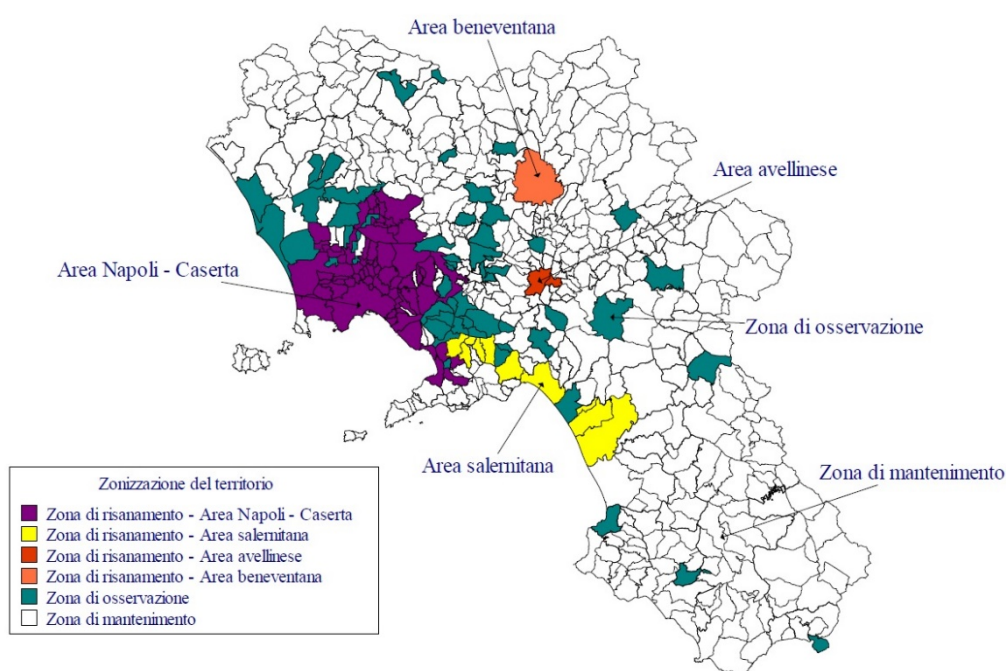 Area beneventana
Area avellinese
Area Napoli - Caserta
Zona di osservazione
Area salernitana
Zona di mantenimento
Zonizzazione del territorio
Zona di risanamento - Area Napoli - Caserta
Zona di risanamento - Area salernitana
Zona di risanamento - Area avellinese
Zona di risanamento - Area beneventana
Zona di osservazione
Zona di mantenimento